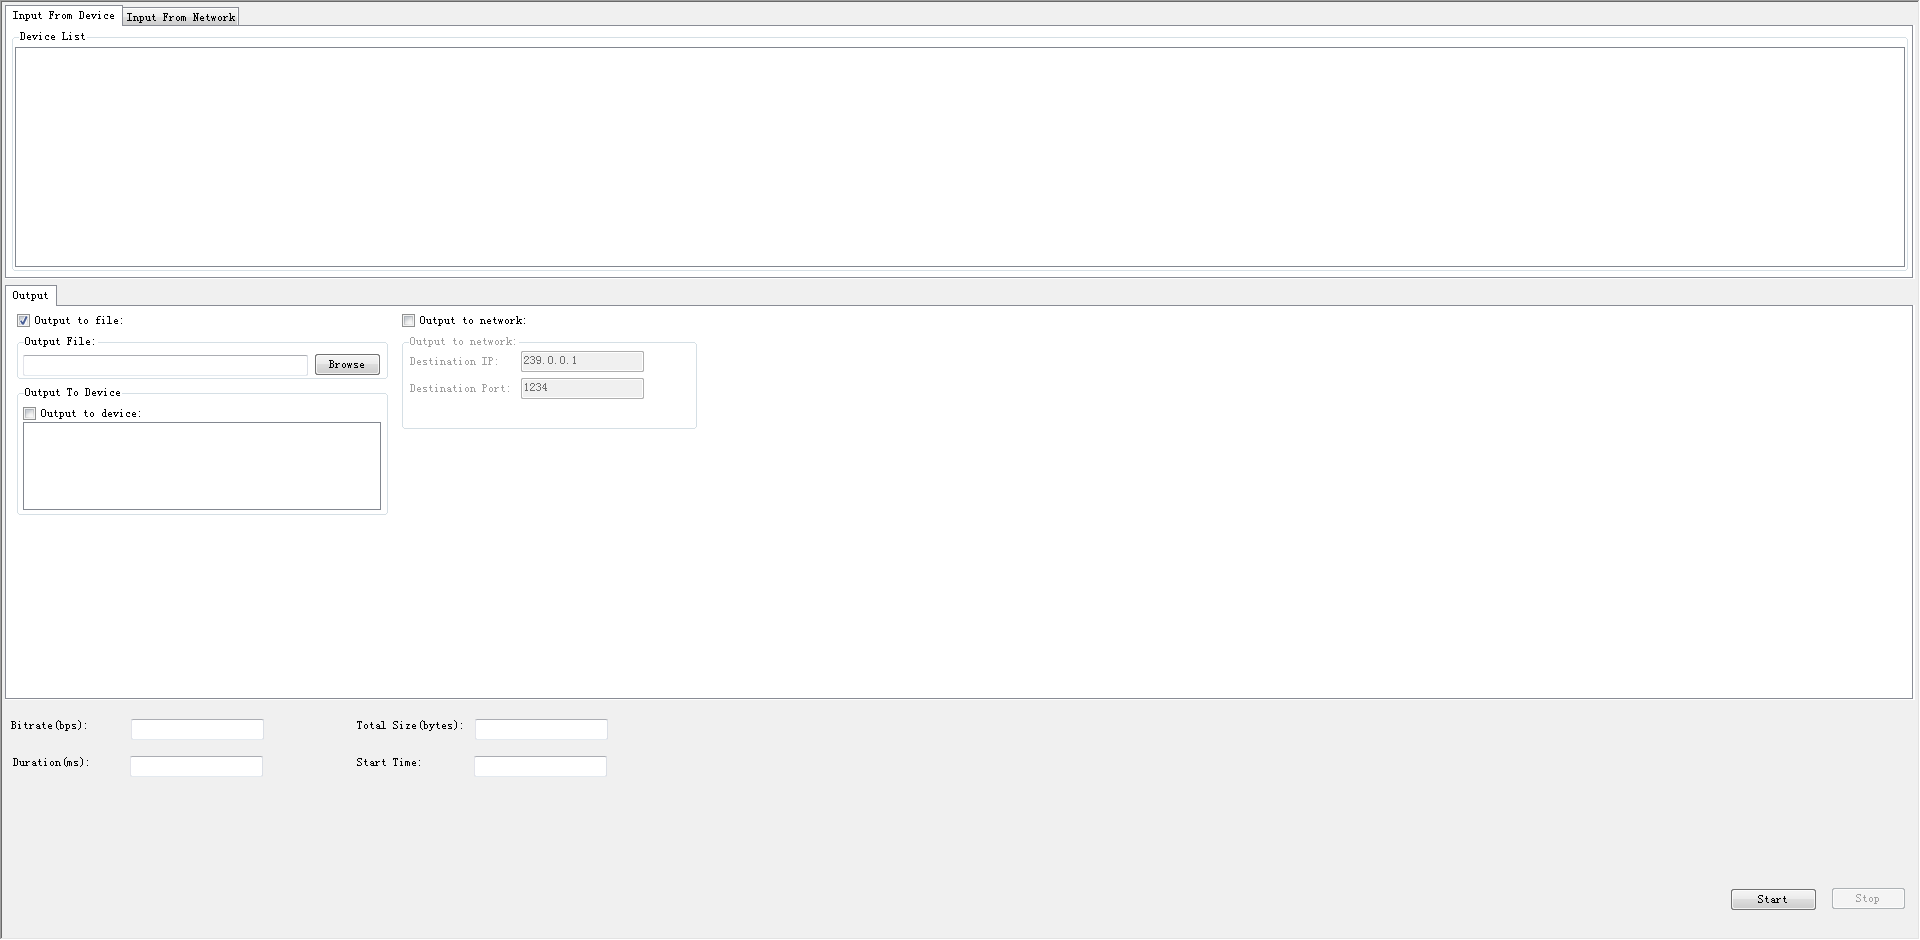 Input From Device Input From Network
Device List
Output
Output to file: Output to network:
Output File: Output to network:
Browse Destination IP: 239.0.0.1
Destination Port: 1234
Output To Device
Output to device:
Bitrate(bps): Total Size(bytes):
Duration(ms): Start Time:
Start Stop